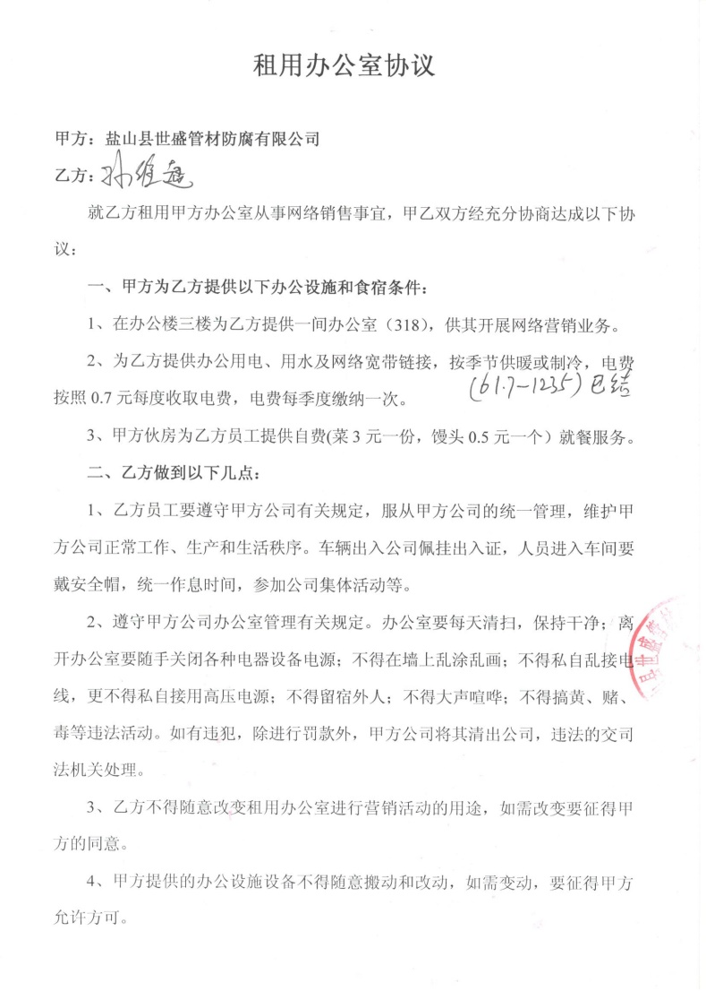 租用办公室协议
甲方：盐山县世盛管材防腐有限公司
乙方：孙维超
就乙方租用甲方办公室从事网络销售事宜，甲乙双方经充分协商达成以下协
议：
一、甲方为乙方提供以下办公设施和食宿条件：
1、在办公楼三楼为乙方提供一间办公室（318），供其开展网络营销业务。
2、为乙方提供办公用电、用水及网络宽带链接，按季节供暖或制冷，电费
按照 0.7 元每度收取电费，电费每季度缴纳一次。
(61.7-1235) 已结
3、甲方伙房为乙方员工提供自费(菜 3 元一份，馒头 0.5 元一个）就餐服务。
二、乙方做到以下几点：
1、乙方员工要遵守甲方公司有关规定，服从甲方公司的统一管理，维护甲
方公司正常工作、生产和生活秩序。车辆出入公司佩挂出入证，人员进入车间要
戴安全帽，统一作息时间，参加公司集体活动等。
2、遵守甲方公司办公室管理有关规定。办公室要每天清扫，保持干净；离
开办公室要随手关闭各种电器设备电源；不得在墙上乱涂乱画；不得私自乱接电
线，更不得私自接用高压电源；不得留宿外人；不得大声喧哗；不得搞黄、赌、
毒等违法活动。如有违犯，除进行罚款外，甲方公司将其清出公司，违法的交司
法机关处理。
3、乙方不得随意改变租用办公室进行营销活动的用途，如需改变要征得甲
方的同意。
4、甲方提供的办公设施设备不得随意搬动和改动，如需变动，要征得甲方
允许方可。
县世盛管